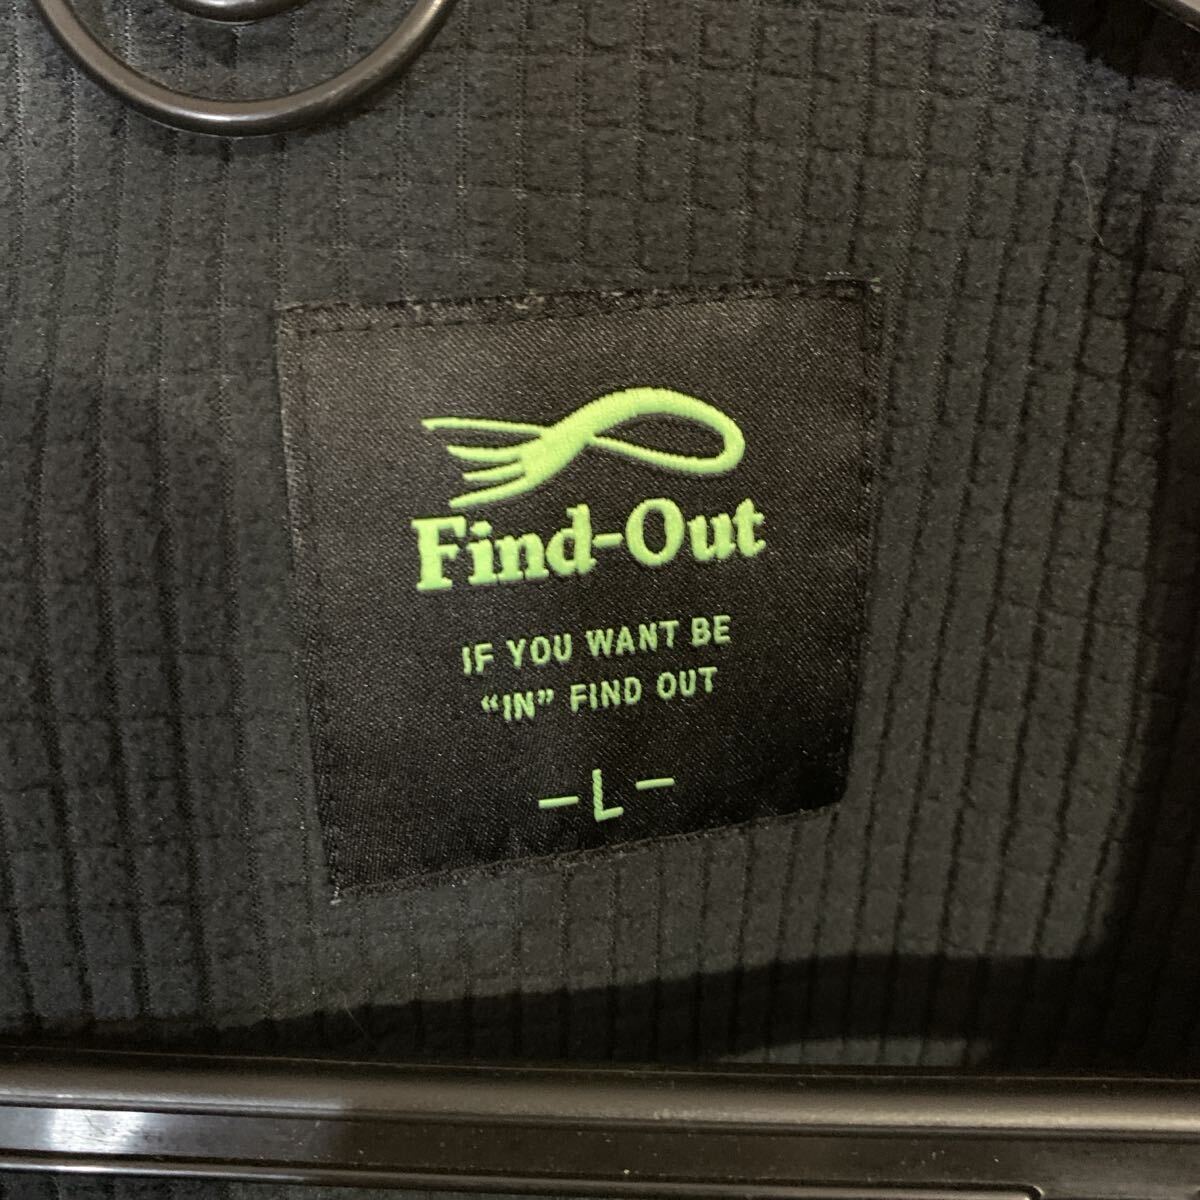 Find-Out
IF YOU WANT BE
“IN” FIND OUT
-L-